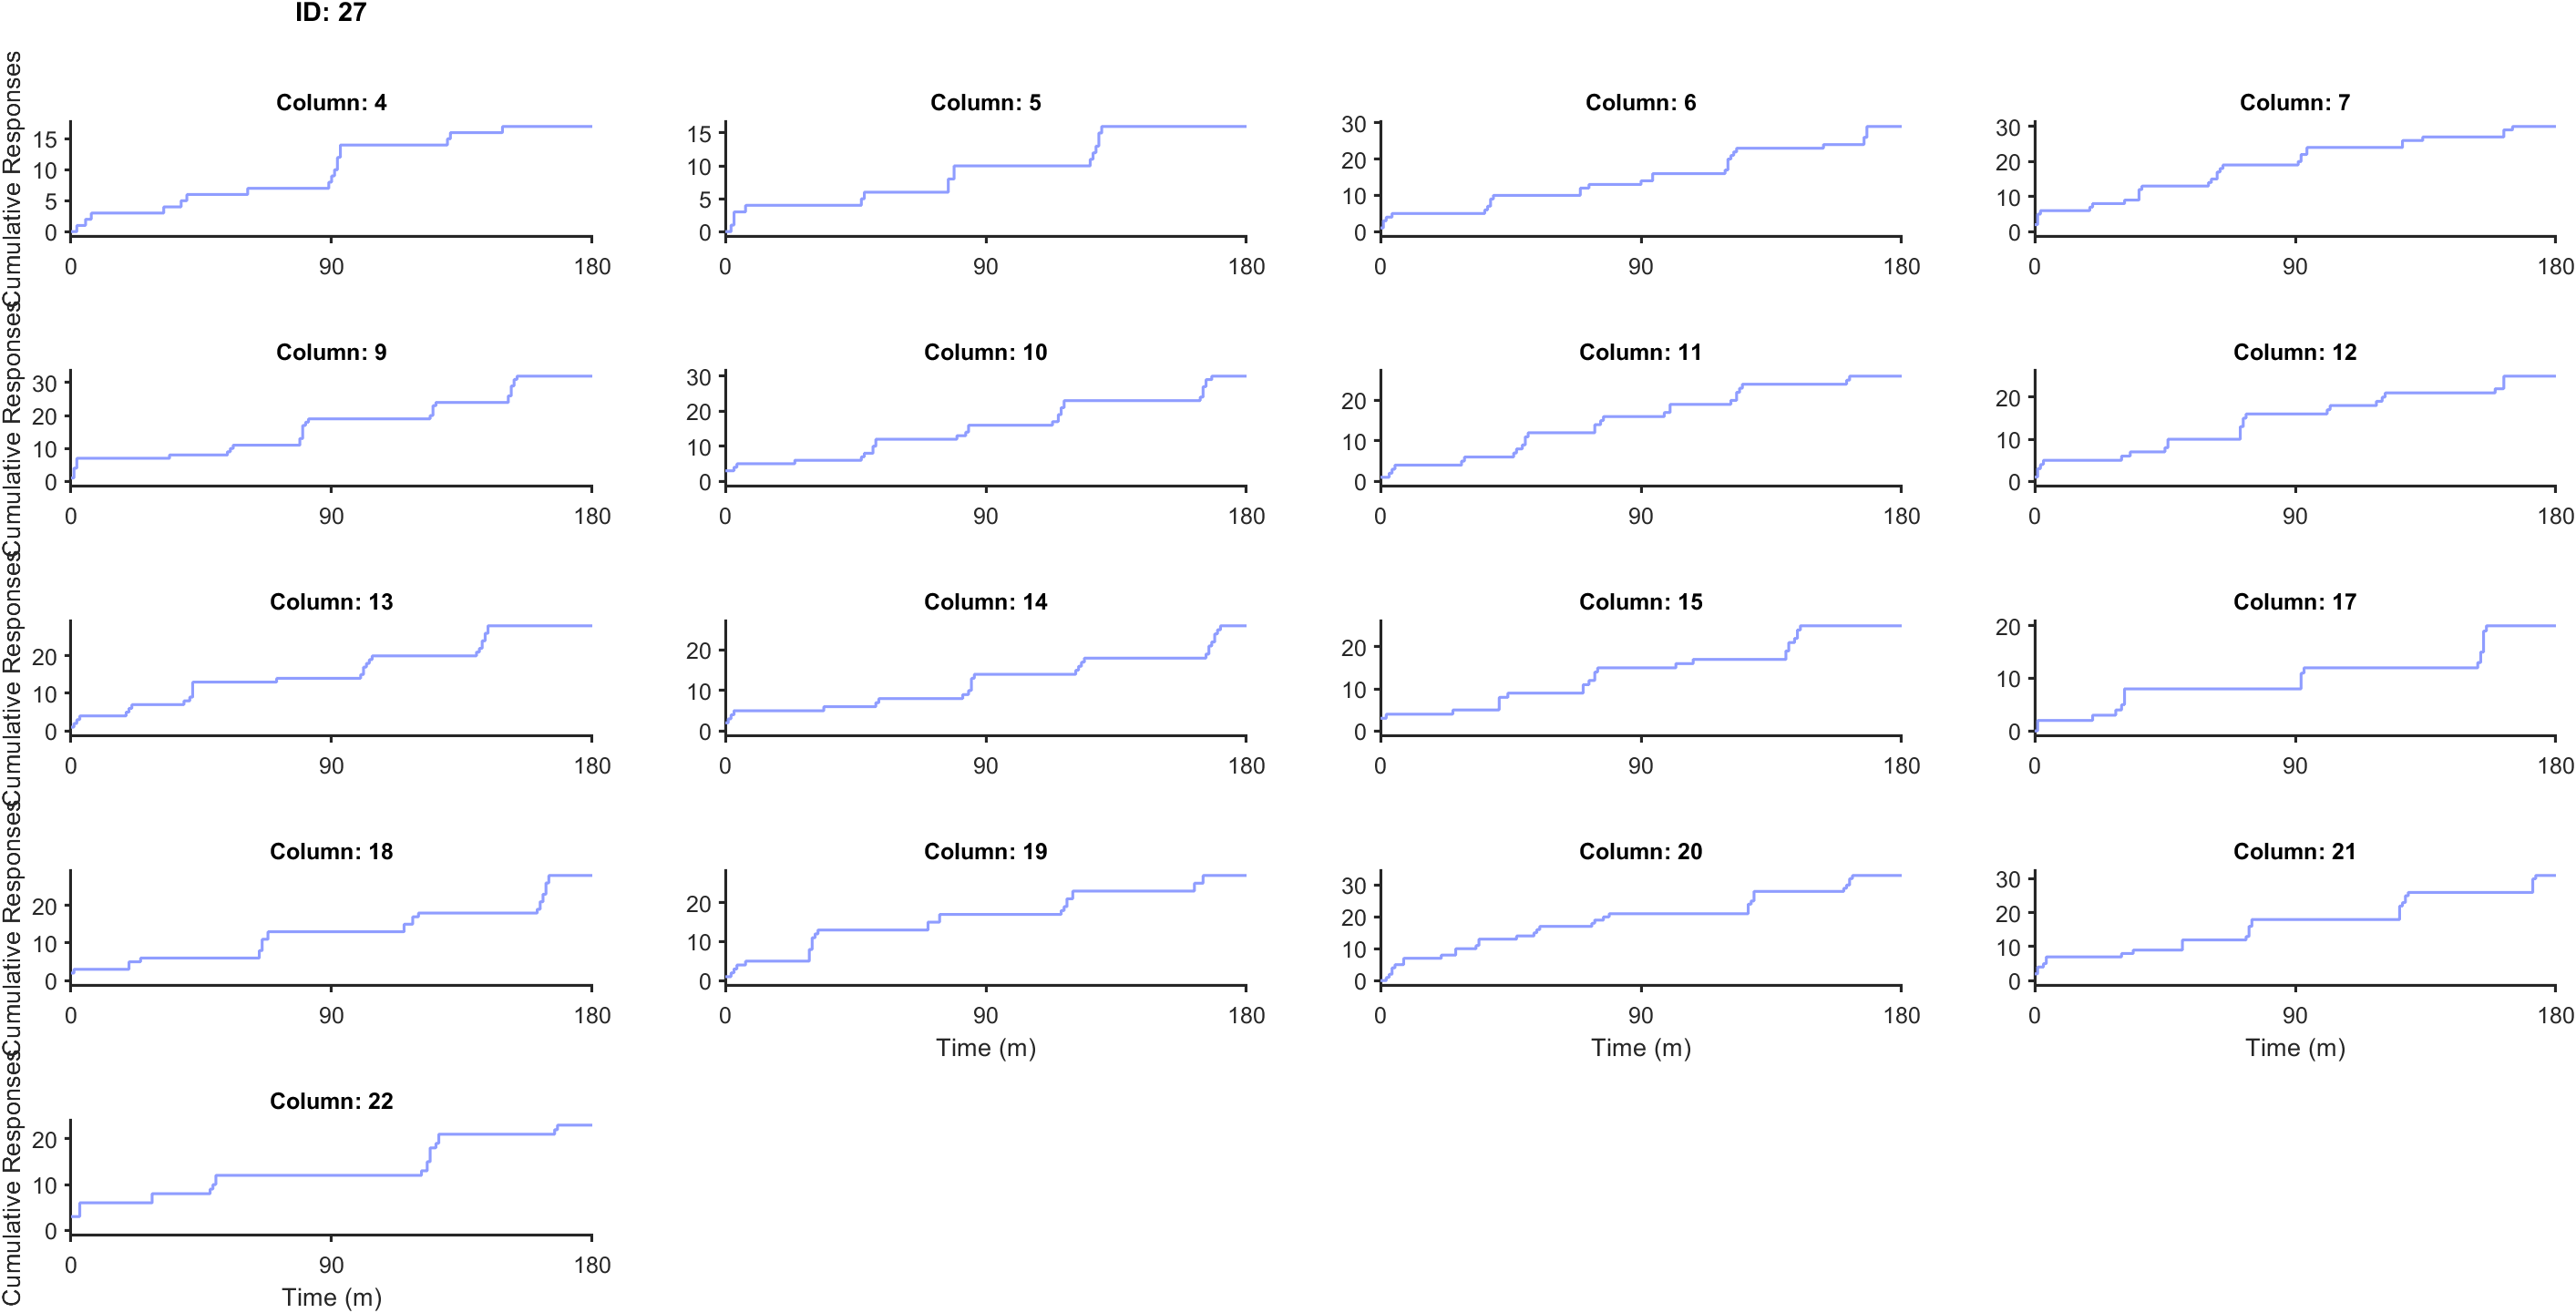 ID: 27
Column: 4
Cumulative Responses
15
10
5
0
0 90 180
Column: 5
15
10
5
0
0 90 180
Column: 6
30
20
10
0
0 90 180
Column: 7
30
20
10
0
0 90 180
Column: 9
Cumulative Responses
30
20
10
0
0 90 180
Column: 10
30
20
10
0
0 90 180
Column: 11
20
10
0
0 90 180
Column: 12
20
10
0
0 90 180
Column: 13
Cumulative Responses
20
10
0
0 90 180
Column: 14
20
10
0
0 90 180
Column: 15
20
10
0
0 90 180
Column: 17
20
10
0
0 90 180
Column: 18
Cumulative Responses
20
10
0
0 90 180
Column: 19
20
10
0
0 90 180
Time (m)
Column: 20
30
20
10
0
0 90 180
Time (m)
Column: 21
30
20
10
0
0 90 180
Time (m)
Column: 22
Cumulative Responses
20
10
0
0 90 180
Time (m)